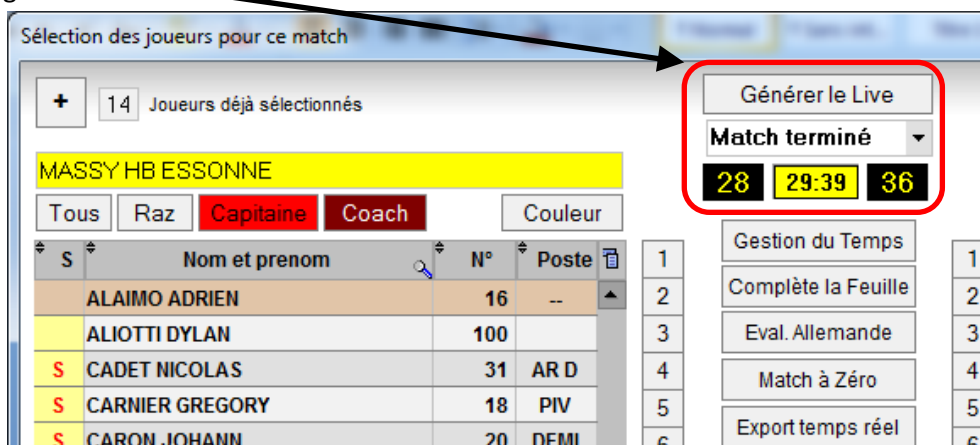 Sélection des joueurs pour ce match
+ 14 Joueurs déjà sélectionnés
Générer le Live
Match terminé
28 29:39 36
MASSY HB ESSONNE
Tous Raz Capitaine Coach Couleur
Gestion du Temps
Complète la Feuille
Eval. Allemande
Match à Zéro
Export temps réel
S Nom et prenom N° Poste
ALAIMO ADRIEN 16 --
ALIOTTI DYLAN 100
S CADET NICOLAS 31 AR D
S CARNIER GREGORY 18 PIV
S CARON JOHANN 20 DEMI
1 1
2 2
3 3
4 4
5 5
6 6